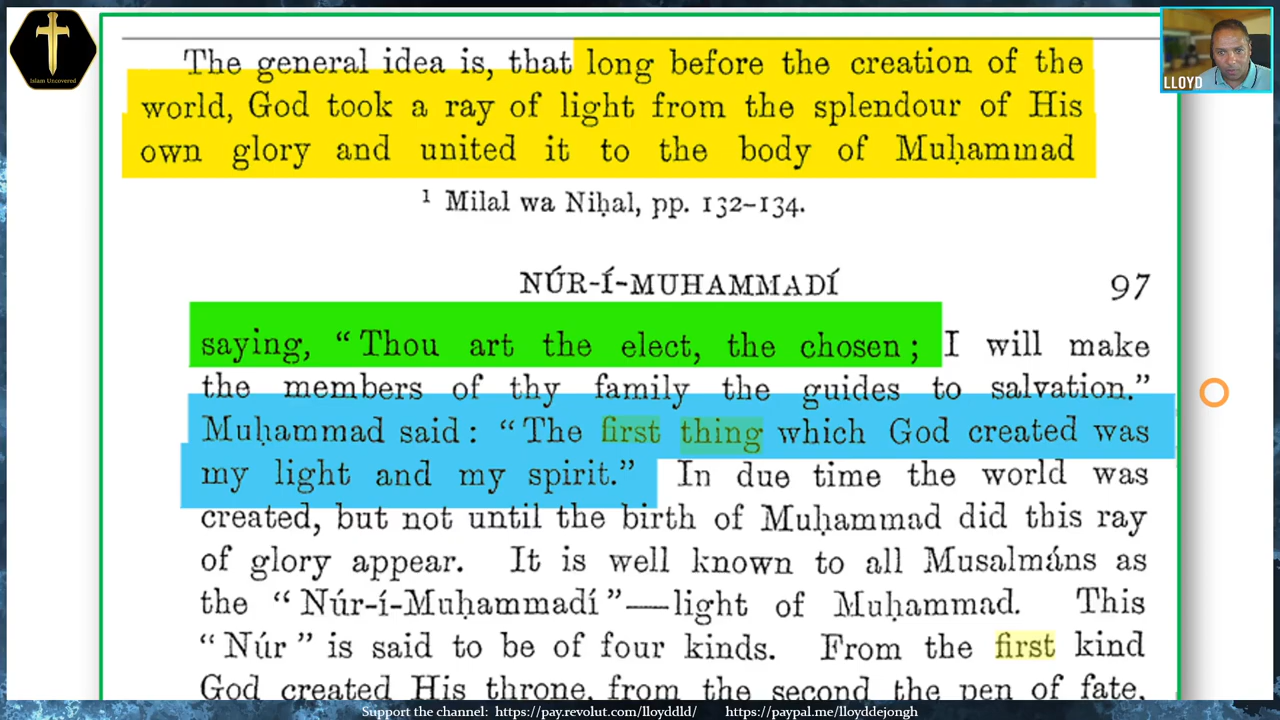 Islam Uncovered
LLOYD
The general idea is, that long before the creation of the
world, God took a ray of light from the splendour of His
own glory and united it to the body of Muḥammad
¹ Milal wa Niḥal, pp. 132–134.
NÚR-Í-MUHAMMADÍ 97
saying, “Thou art the elect, the chosen; I will make
the members of thy family the guides to salvation.”
Muḥammad said: “The first thing which God created was
my light and my spirit.” In due time the world was
created, but not until the birth of Muḥammad did this ray
of glory appear. It is well known to all Musalmáns as
the “Núr-í-Muḥammadí”—light of Muḥammad. This
“Núr” is said to be of four kinds. From the first kind
God created His throne, from the second the pen of fate,
Support the channel: https://pay.revolut.com/lloyddld/ https://paypal.me/lloyddejongh